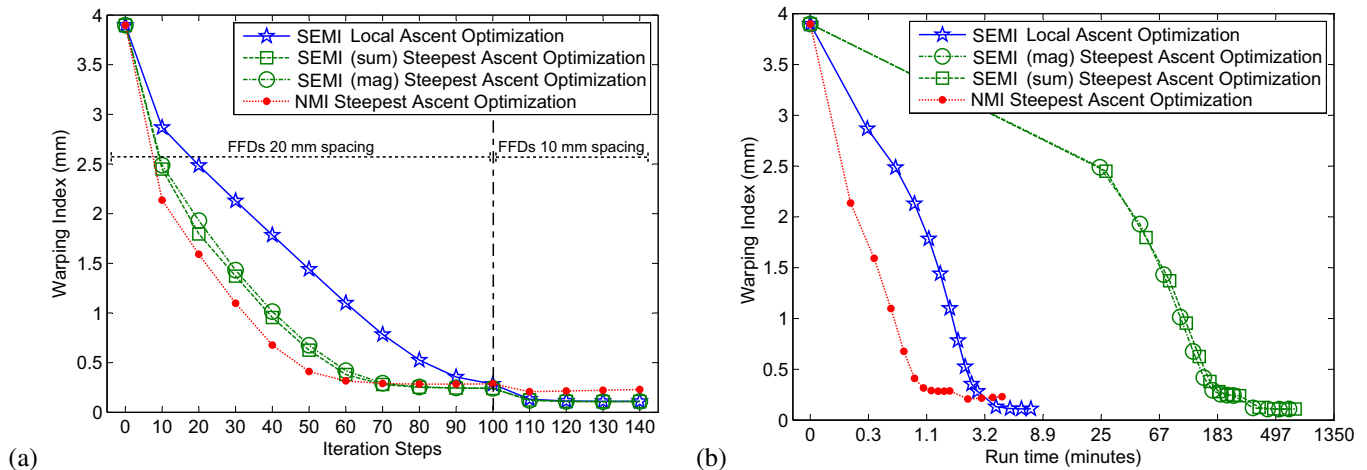 4
3.5
3
2.5
2
1.5
1
0.5
0
Warping Index (mm)
SEMI Local Ascent Optimization
SEMI (sum) Steepest Ascent Optimization
SEMI (mag) Steepest Ascent Optimization
NMI Steepest Ascent Optimization
FFDs 20 mm spacing
FFDs 10 mm spacing
0 10 20 30 40 50 60 70 80 90 100 110 120 130 140
Iteration Steps
(a)
4
3.5
3
2.5
2
1.5
1
0.5
0
Warping Index (mm)
SEMI Local Ascent Optimization
SEMI (mag) Steepest Ascent Optimization
SEMI (sum) Steepest Ascent Optimization
NMI Steepest Ascent Optimization
0 0.3 1.1 3.2 8.9 25 67 183 497 1350
Run time (minutes)
(b)